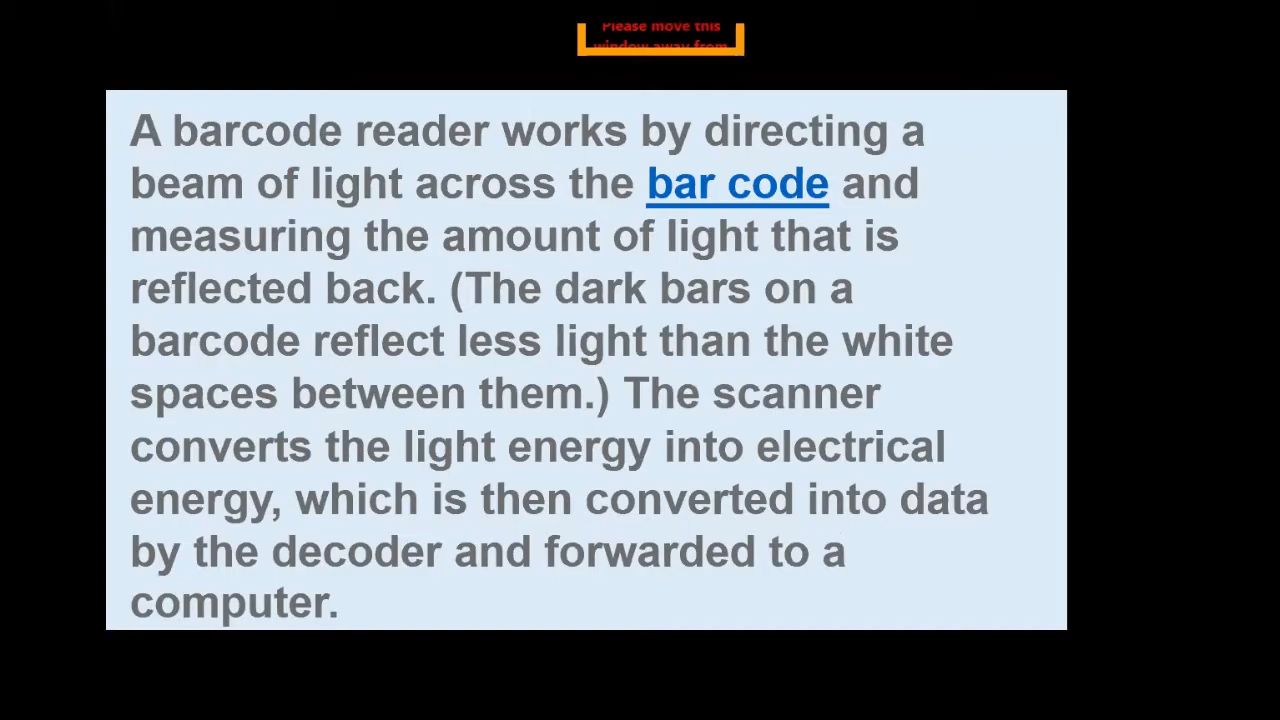 Please move this
window away from
A barcode reader works by directing a
beam of light across the bar code and
measuring the amount of light that is
reflected back. (The dark bars on a
barcode reflect less light than the white
spaces between them.) The scanner
converts the light energy into electrical
energy, which is then converted into data
by the decoder and forwarded to a
computer.